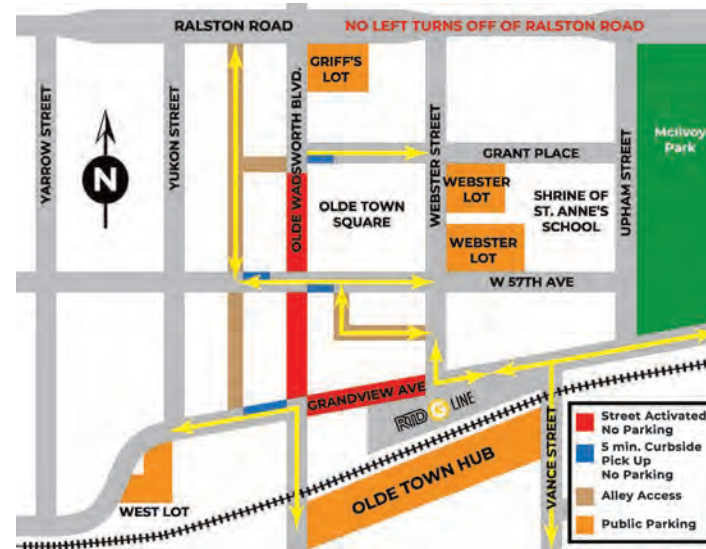 RALSTON ROAD
NO LEFT TURNS OFF OF RALSTON ROAD
YARROW STREET
YUKON STREET
OLDE WADSWORTH BLVD.
GRIFF'S
LOT
WEBSTER STREET
UPHAM STREET
McIlvoy
Park
N
GRANT PLACE
OLDE TOWN
SQUARE
WEBSTER
LOT
SHRINE OF
ST. ANNE'S
SCHOOL
WEBSTER
LOT
W 57TH AVE
GRANDVIEW AVE
RTD G LINE
OLDE TOWN HUB
VANCE STREET
WEST LOT
Street Activated
No Parking
5 min. Curbside
Pick Up
No Parking
Alley Access
Public Parking